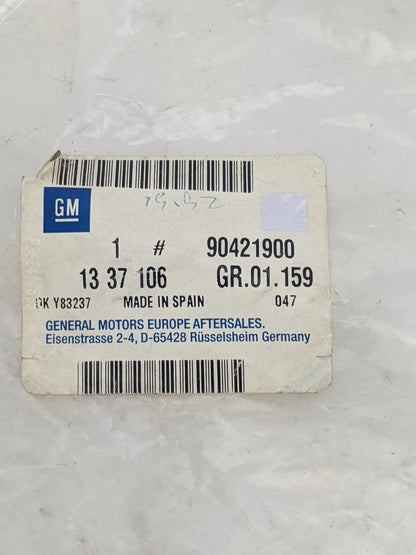 GM
1 # 90421900
13 37 106 GR.01.159
OK Y83237 MADE IN SPAIN 047
GENERAL MOTORS EUROPE AFTERSALES.
Eisenstrasse 2-4, D-65428 Rüsselsheim Germany